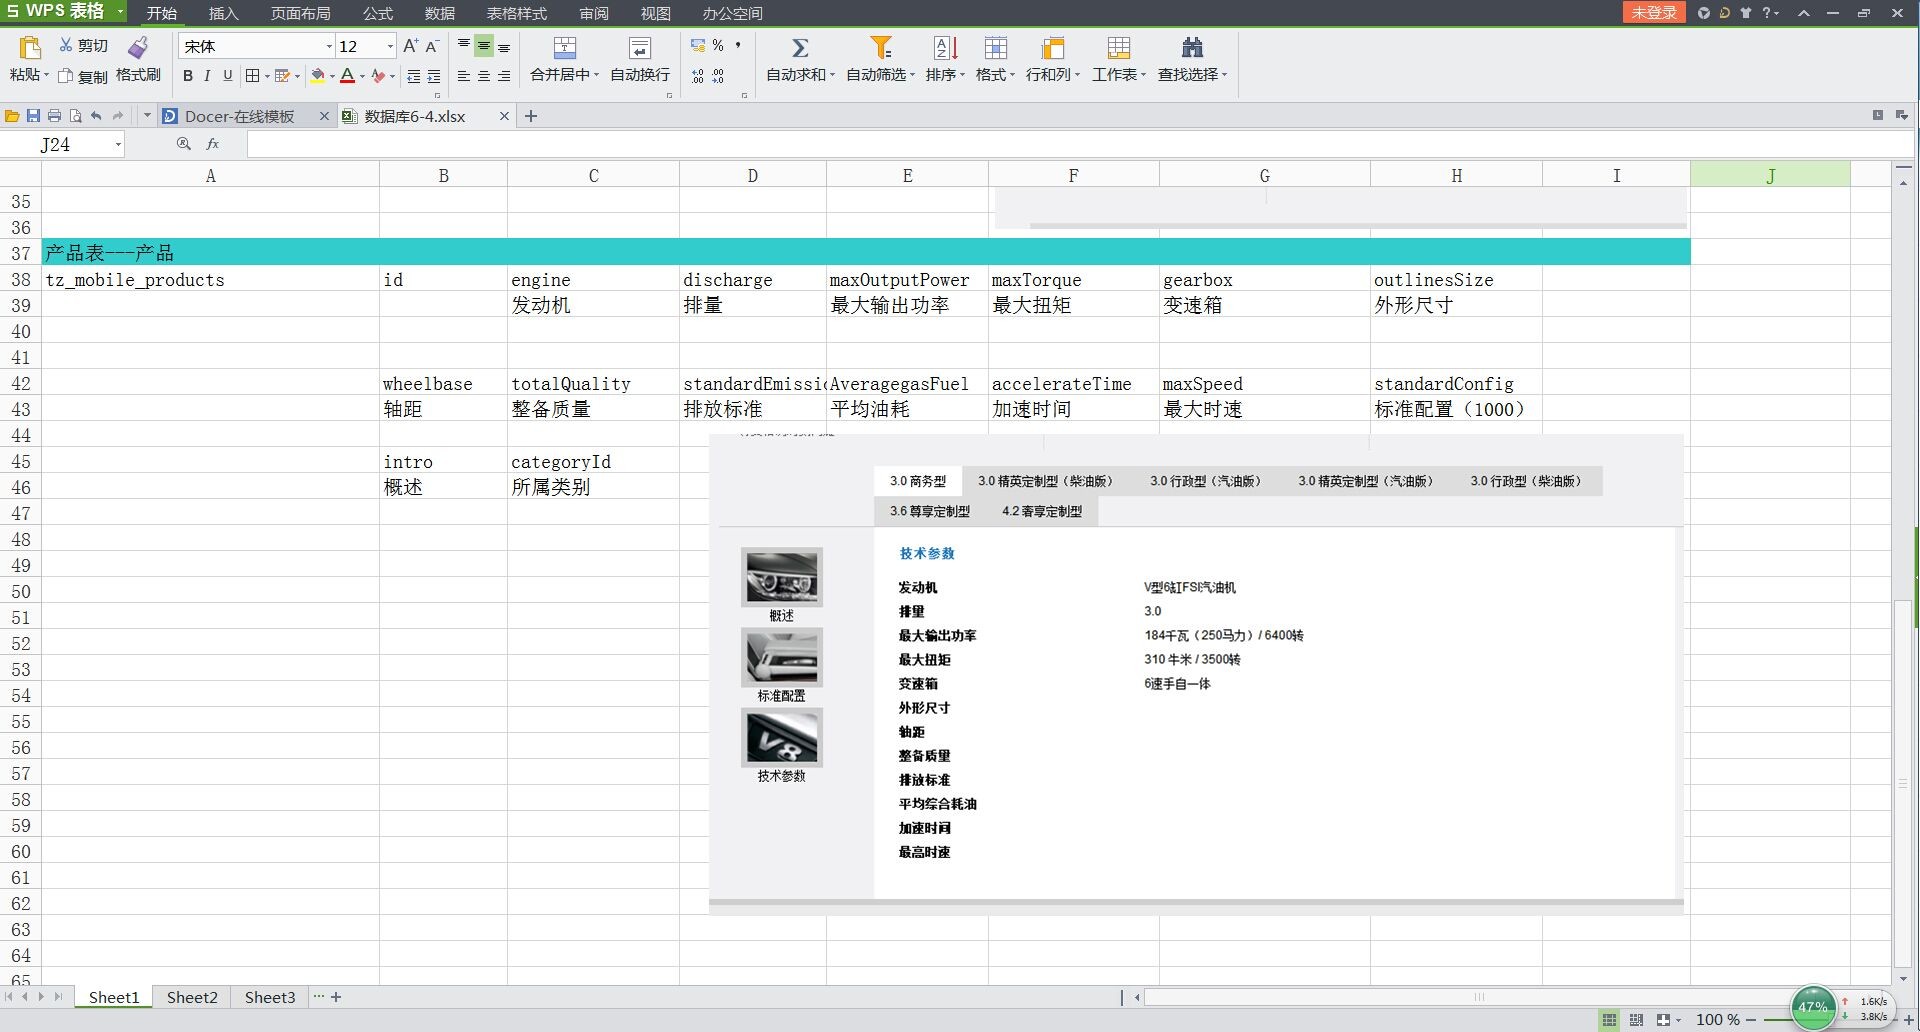 S WPS 表格 开始 插入 页面布局 公式 数据 表格样式 审阅 视图 办公空间 未登录
粘贴 剪切 复制 格式刷 宋体 12 合并居中 自动换行 自动求和 自动筛选 排序 格式 行和列 工作表 查找选择
Docer-在线模板 数据库6-4.xlsx
J24 fx
A B C D E F G H I J
35
36
37 产品表---产品
38 tz_mobile_products id engine discharge maxOutputPower maxTorque gearbox outlinesSize
39 发动机 排量 最大输出功率 最大扭矩 变速箱 外形尺寸
40
41
42 wheelbase totalQuality standardEmissi AveragegasFuel accelerateTime maxSpeed standardConfig
43 轴距 整备质量 排放标准 平均油耗 加速时间 最大时速 标准配置（1000）
44
45 intro categoryId
46 概述 所属类别
47
48
49
50
51
52
53
54
55
56
57
58
59
60
61
62
63
64
65
3.0 商务型 3.0 精英定制型（柴油版） 3.0 行政型（汽油版） 3.0 精英定制型（汽油版） 3.0 行政型（柴油版）
3.6 尊享定制型 4.2 奢享定制型
概述
标准配置
V8
技术参数
技术参数
发动机 V型6缸FSI汽油机
排量 3.0
最大输出功率 184千瓦（250马力）/ 6400转
最大扭矩 310 牛米 / 3500转
变速箱 6速手自一体
外形尺寸
轴距
整备质量
排放标准
平均综合耗油
加速时间
最高时速
Sheet1 Sheet2 Sheet3 ··· +
100 % 47% 1.6K/s
3.8K/s